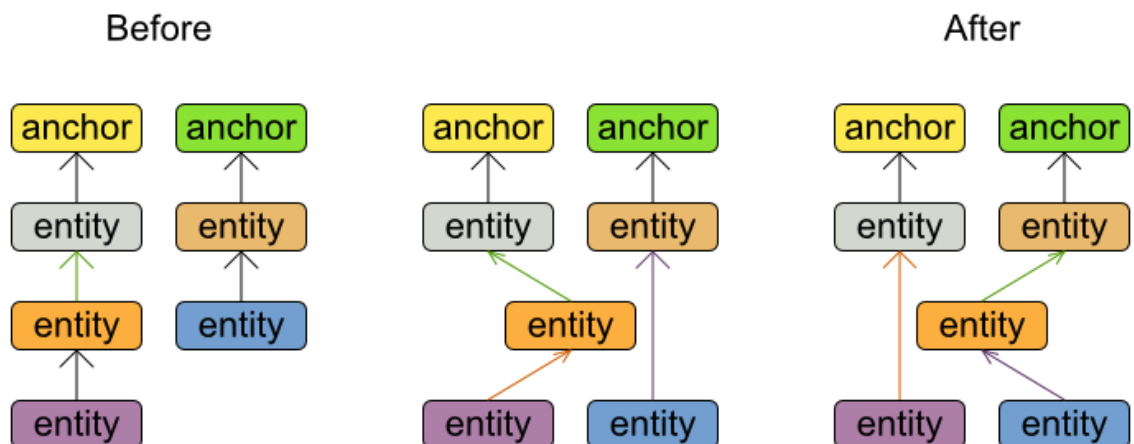 Before After
anchor anchor anchor anchor anchor anchor
entity entity entity entity entity entity
entity entity entity entity
entity entity entity entity entity